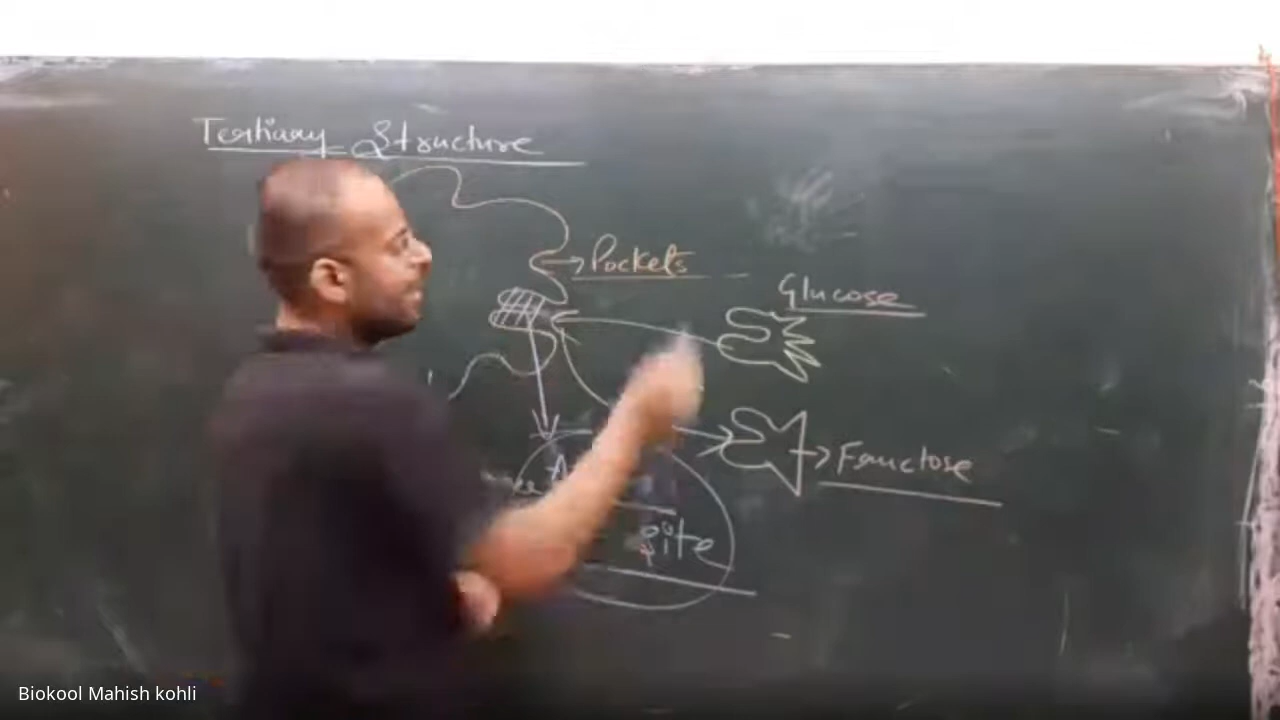 Tertiary Structure
Pockets
Glucose
Fructose
site
Biokool Mahish kohli